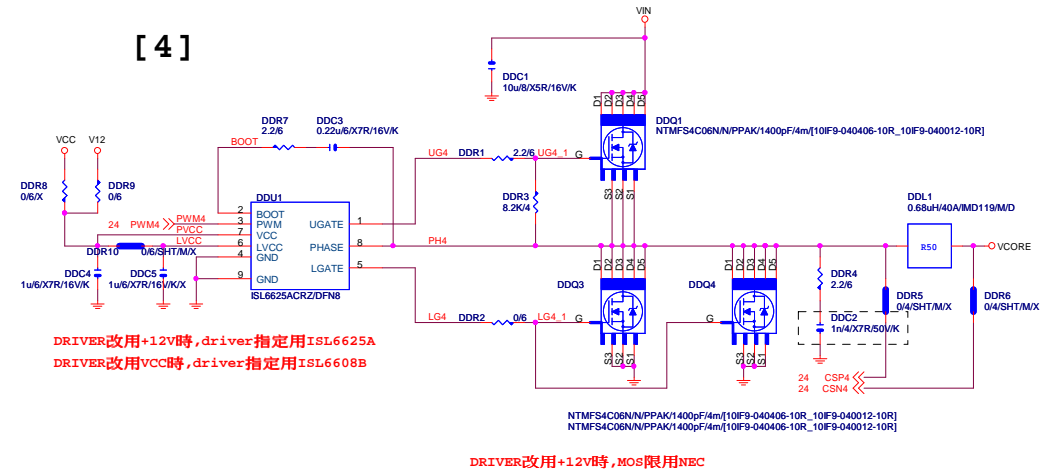 [4]
VIN
DDC1
10u/8/X5R/16V/K
D1 D2 D3 D4 D5
DDQ1
NTMFS4C06N/N/PPAK/1400pF/4m/[10IF9-040406-10R_10IF9-040012-10R]
G
S3 S2 S1
VCC
V12
DDR8
0/6/X
DDR9
0/6
BOOT
DDR7
2.2/6
DDC3
0.22u/6/X7R/16V/K
UG4
DDR1
2.2/6
UG4_1
DDR3
8.2K/4
DDU1
2 BOOT
3 PWM
7 VCC
6 LVCC
4 GND
9 GND
UGATE 1
PHASE 8
LGATE 5
ISL6625ACRZ/DFN8
24 PWM4
PWM4
PVCC
LVCC
DDR10
0/6/SHT/M/X
DDC4
1u/6/X7R/16V/K
DDC5
1u/6/X7R/16V/K/X
PH4
LG4
DDR2
0/6
LG4_1
D1 D2 D3 D4 D5
DDQ3
G
S3 S2 S1
D1 D2 D3 D4 D5
DDQ4
G
S3 S2 S1
DDL1
0.68uH/40A/IMD119/M/D
R50
VCORE
DDR4
2.2/6
DDC2
1n/4/X7R/50V/K
DDR5
0/4/SHT/M/X
DDR6
0/4/SHT/M/X
24 CSP4
24 CSN4
DRIVER改用+12V時,driver指定用ISL6625A
DRIVER改用VCC時,driver指定用ISL6608B
NTMFS4C06N/N/PPAK/1400pF/4m/[10IF9-040406-10R_10IF9-040012-10R]
NTMFS4C06N/N/PPAK/1400pF/4m/[10IF9-040406-10R_10IF9-040012-10R]
DRIVER改用+12V時,MOS限用NEC